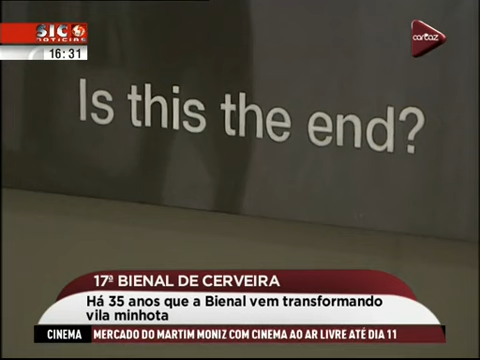 SIC
NOTÍCIAS
16:31
cartaz
Is this the end?
17ª BIENAL DE CERVEIRA
Há 35 anos que a Bienal vem transformando
vila minhota
CINEMA MERCADO DO MARTIM MONIZ COM CINEMA AO AR LIVRE ATÉ DIA 11